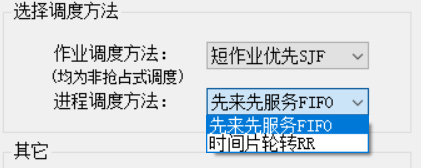 选择调度方法
作业调度方法: 短作业优先SJF
(均为非抢占式调度)
进程调度方法: 先来先服务FIFO
先来先服务FIFO
时间片轮转RR
其它